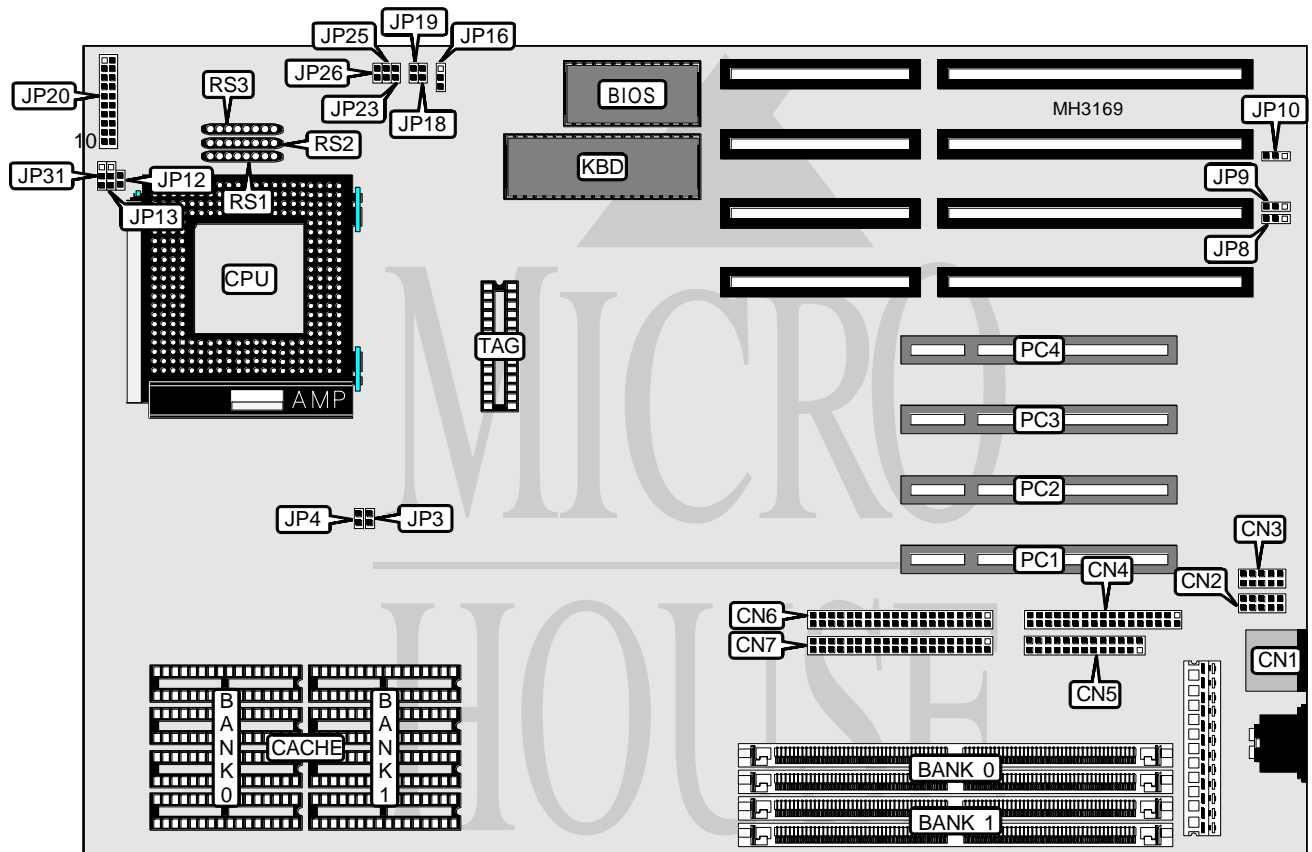 JP19
JP25
JP16
JP26
JP20
RS3
BIOS
JP23
JP18
MH3169
JP10
10
RS2
JP31
JP12
KBD
JP9
RS1
JP13
JP8
CPU
MICRO
TAG
PC4
AMP
PC3
PC2
JP4
JP3
CN3
PC1
CN4
CN2
HOUSE
CN6
CN7
CN1
CN5
BANK0
BANK1
CACHE
BANK 0
BANK 1